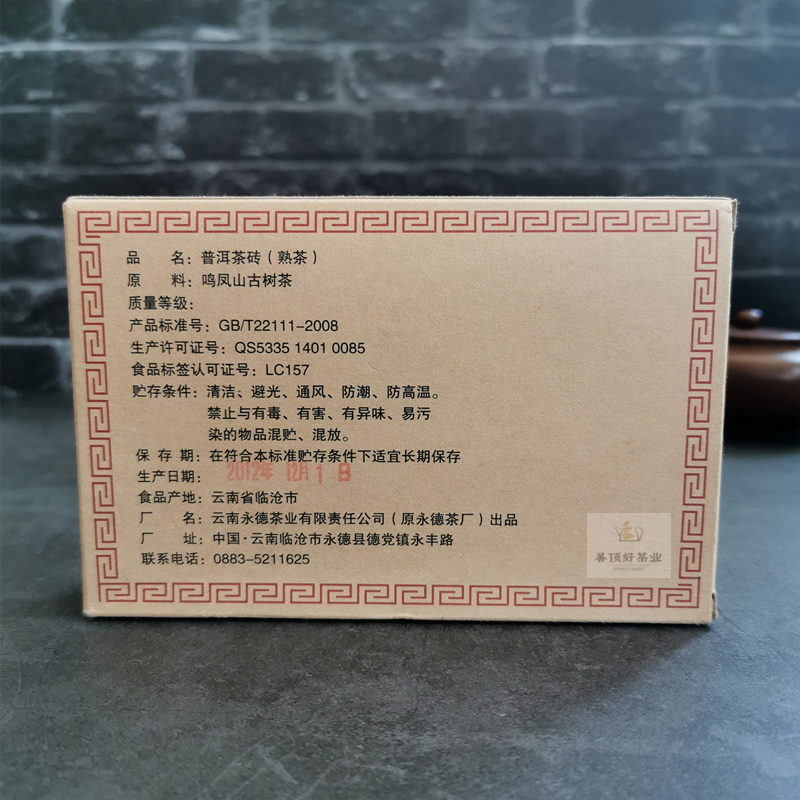 品　　名：普洱茶砖（熟茶）
原　　料：鸣凤山古树茶
质量等级：
产品标准号：GB/T22111-2008
生产许可证号：QS5335 1401 0085
食品标签认可证号：LC157
贮存条件：清洁、避光、通风、防潮、防高温。
禁止与有毒、有害、有异味、易污
染的物品混贮、混放。
保 存 期：在符合本标准贮存条件下适宜长期保存
生产日期：2012年 12月 1 日
食品产地：云南省临沧市
厂　　名：云南永德茶业有限责任公司（原永德茶厂）出品
厂　　址：中国·云南临沧市永德县德党镇永丰路
联系电话：0883-5211625
善顶好茶业